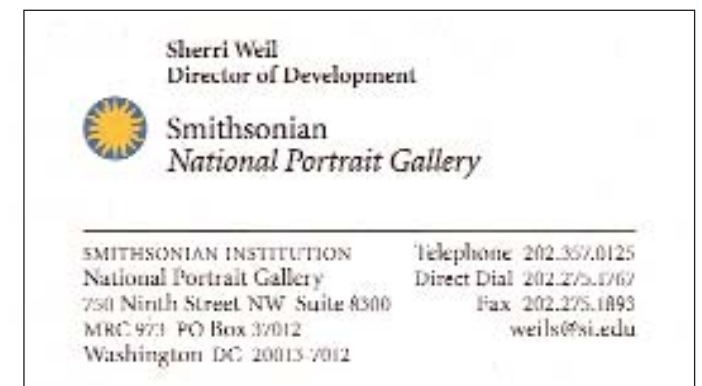 Sherri Weil
Director of Development
Smithsonian
National Portrait Gallery
SMITHSONIAN INSTITUTION
National Portrait Gallery
750 Ninth Street NW Suite 8300
MRC 973 PO Box 37012
Washington DC 20013-7012
Telephone 202.357.0125
Direct Dial 202.275.1767
Fax 202.275.1893
weils@si.edu